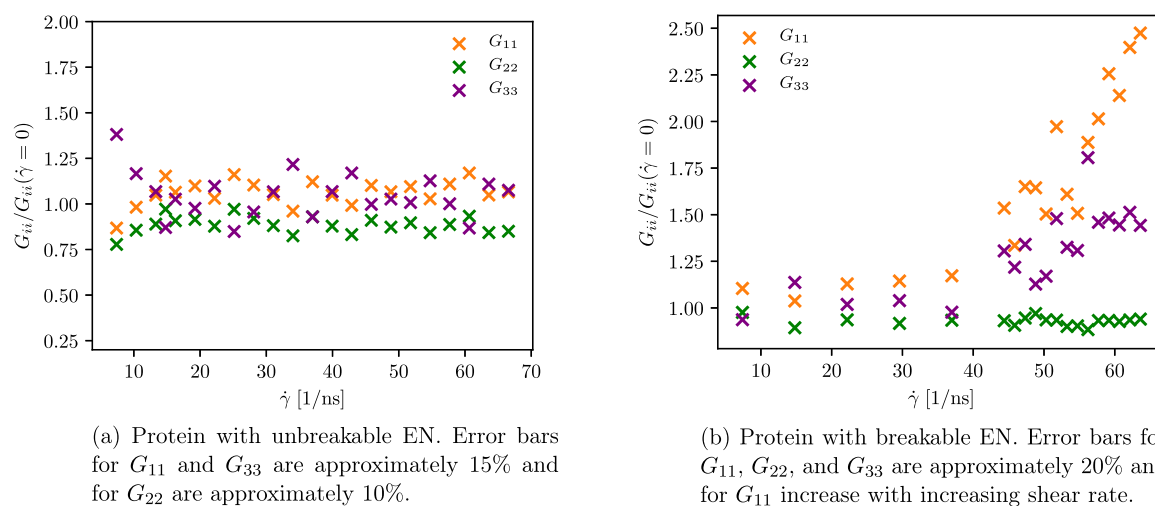 2.00
1.75
1.50
1.25
1.00
0.75
0.50
0.25
G_{ii}/G_{ii}(γ̇ = 0)
G_{11}
G_{22}
G_{33}
10 20 30 40 50 60 70
γ̇ [1/ns]
(a) Protein with unbreakable EN. Error bars
for G_{11} and G_{33} are approximately 15% and
for G_{22} are approximately 10%.
2.50
2.25
2.00
1.75
1.50
1.25
1.00
G_{ii}/G_{ii}(γ̇ = 0)
G_{11}
G_{22}
G_{33}
10 20 30 40 50 60
γ̇ [1/ns]
(b) Protein with breakable EN. Error bars
G_{11}, G_{22}, and G_{33} are approximately 20%
for G_{11} increase with increasing shear rate.